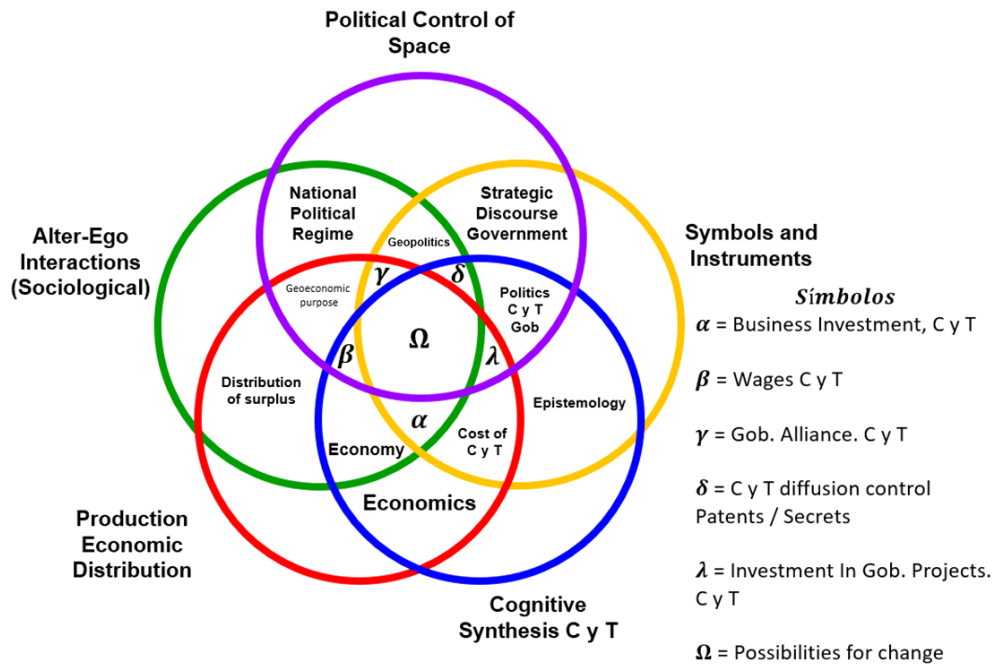 Political Control of
Space
National
Political
Regime
Strategic
Discourse
Government
Geopolitics
Alter-Ego
Interactions
(Sociological)
Symbols and
Instruments
γ
δ
Geoeconomic
purpose
Politics
C y T
Gob
Ω
β
λ
Distribution
of surplus
Epistemology
α
Cost of
C y T
Economy
Economics
Production
Economic
Distribution
Cognitive
Synthesis C y T
Símbolos
α = Business Investment, C y T
β = Wages C y T
γ = Gob. Alliance. C y T
δ = C y T diffusion control
Patents / Secrets
λ = Investment In Gob. Projects.
C y T
Ω = Possibilities for change